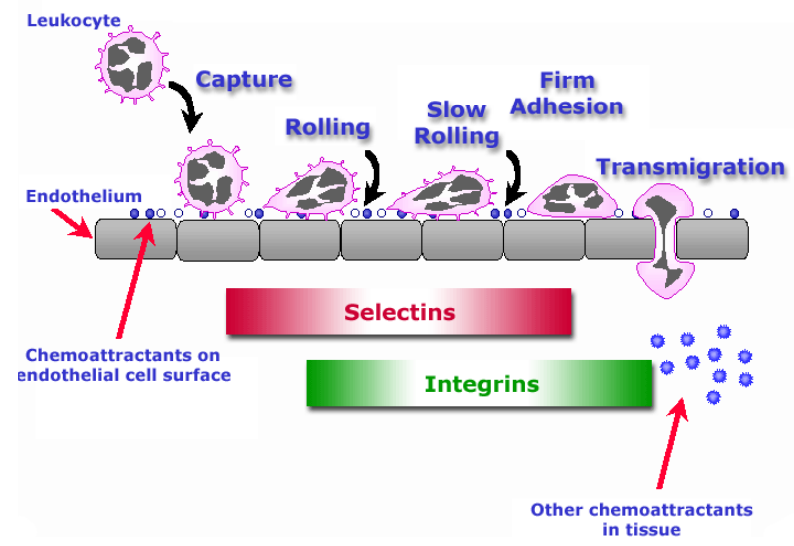 Leukocyte
Capture
Rolling
Slow
Rolling
Firm
Adhesion
Transmigration
Endothelium
Selectins
Integrins
Chemoattractants on
endothelial cell surface
Other chemoattractants
in tissue